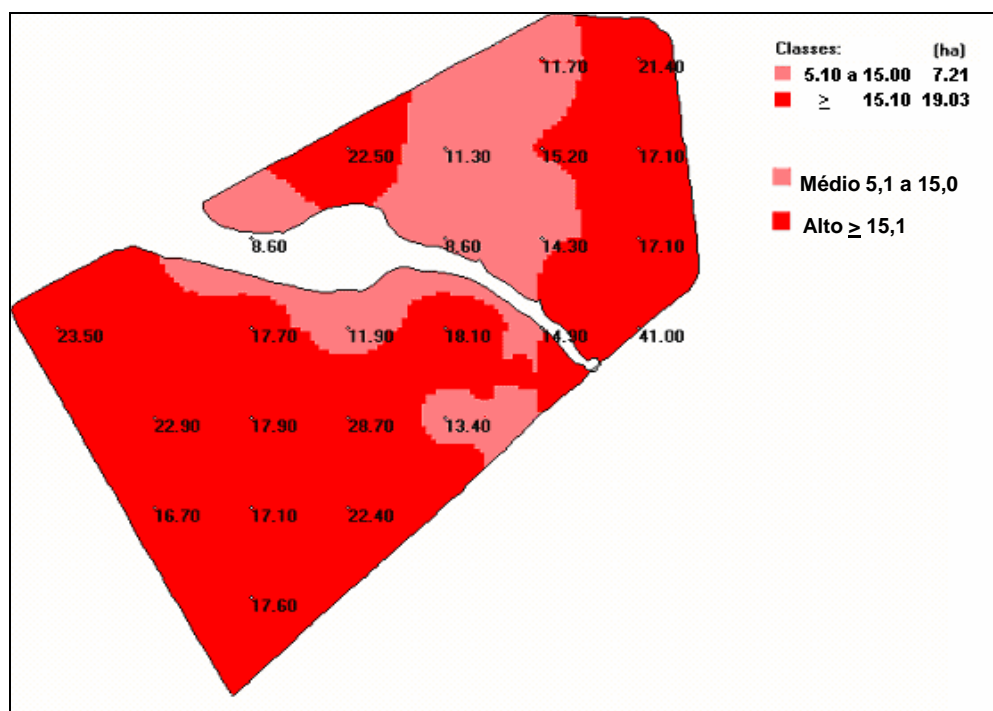 Classes: (ha)
5.10 a 15.00 7.21
≥ 15.10 19.03
Médio 5,1 a 15,0
Alto ≥ 15,1
11.70 21.40
22.50 11.30 15.20 17.10
8.60 8.60 14.30 17.10
23.50 17.70 11.90 18.10 14.90 41.00
22.90 17.90 28.70 13.40
16.70 17.10 22.40
17.60